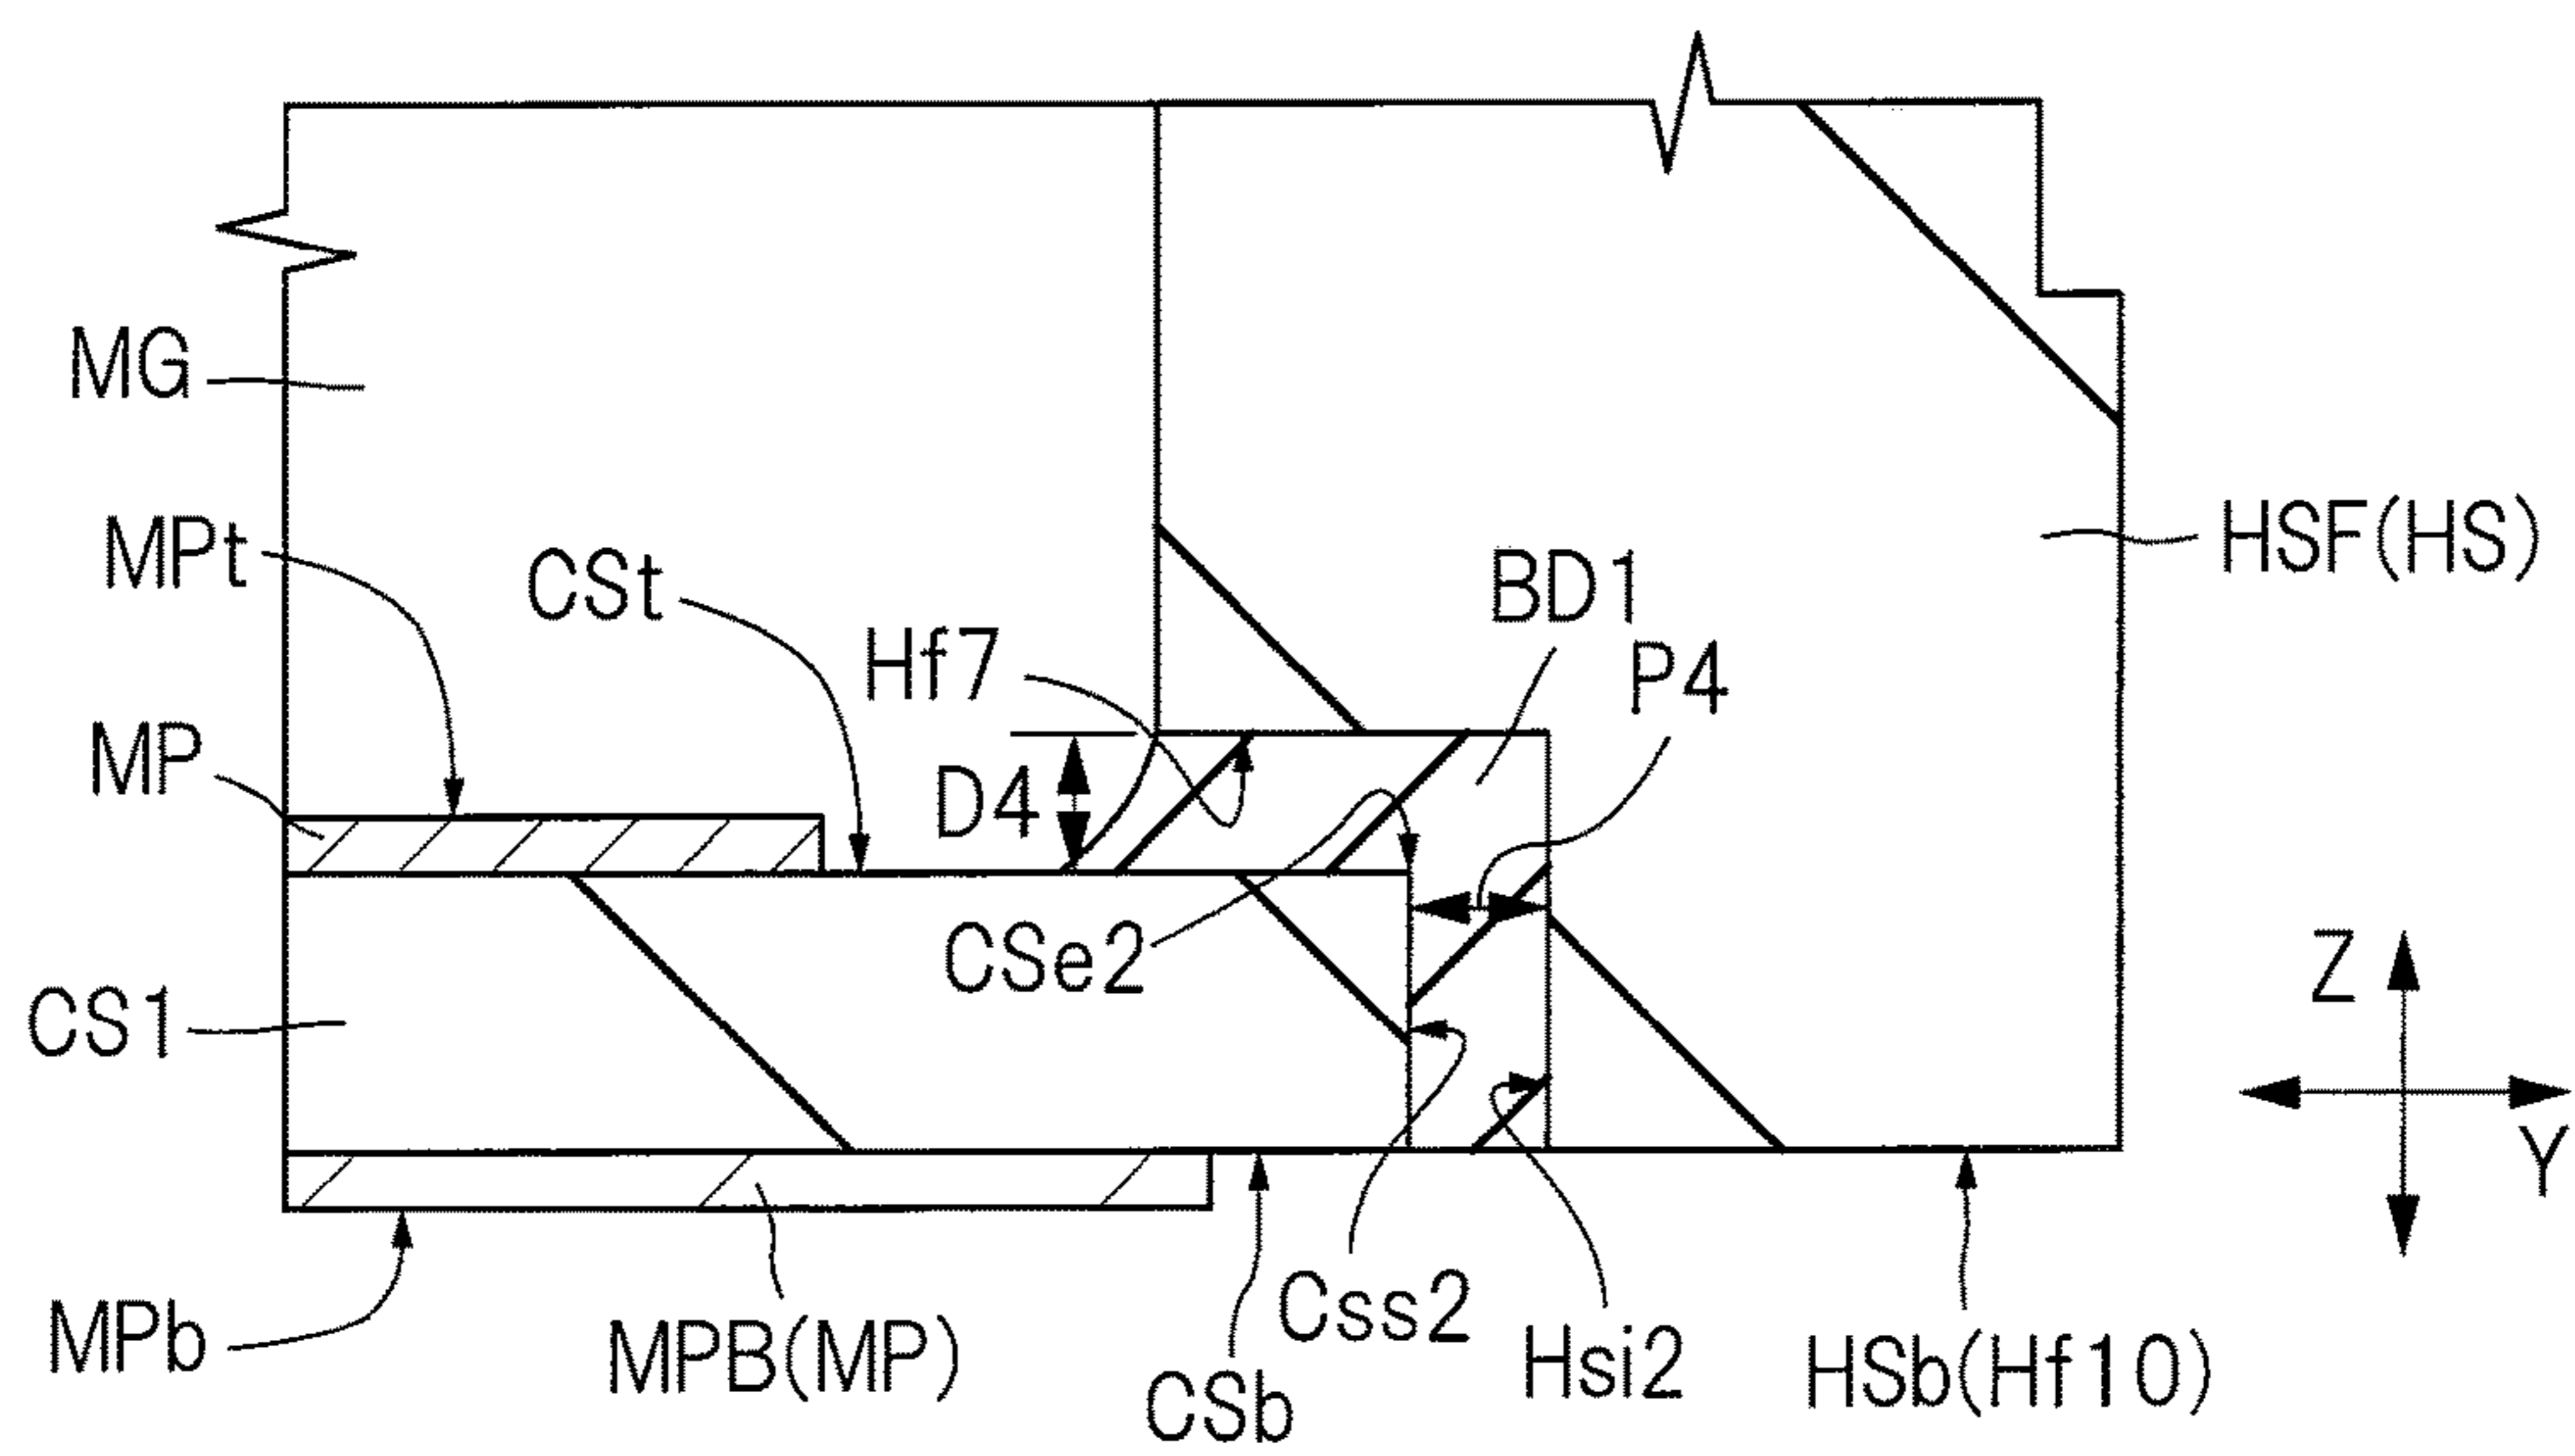 MG
HSF(HS)
MPt
CSt
BD1
Hf7
P4
MP
D4
CSe2
Z
CS1
Y
Css2
MPb
MPB(MP)
Hsi2
HSb(Hf10)
CSb